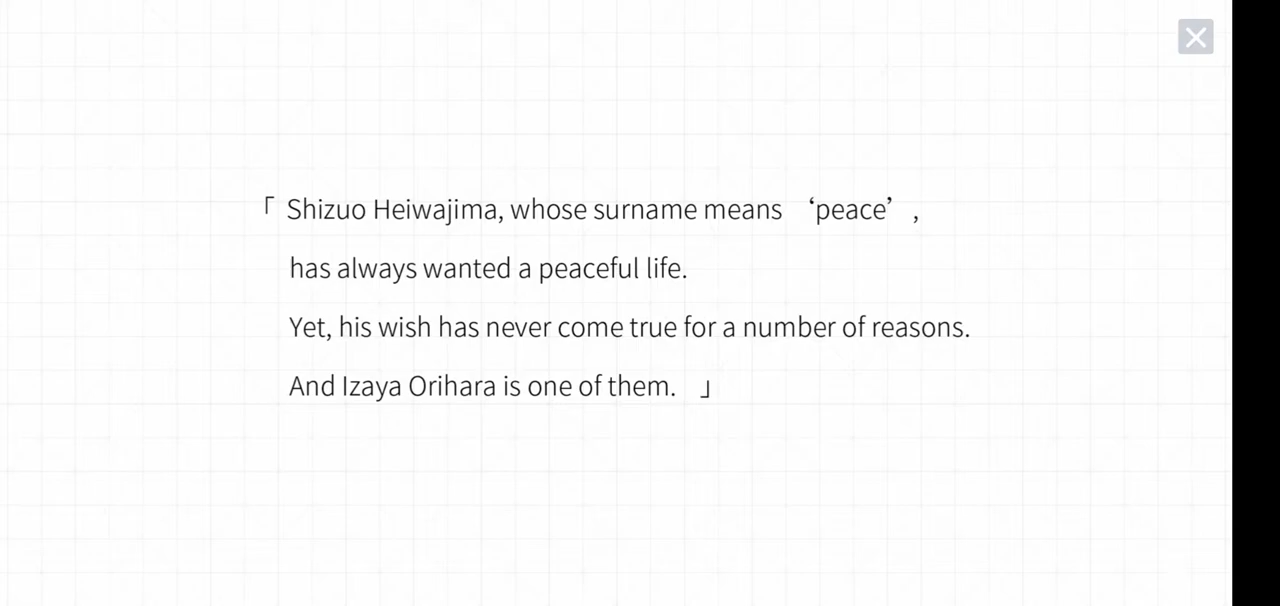 「 Shizuo Heiwajima, whose surname means ‘peace’,
has always wanted a peaceful life.
Yet, his wish has never come true for a number of reasons.
And Izaya Orihara is one of them. 」